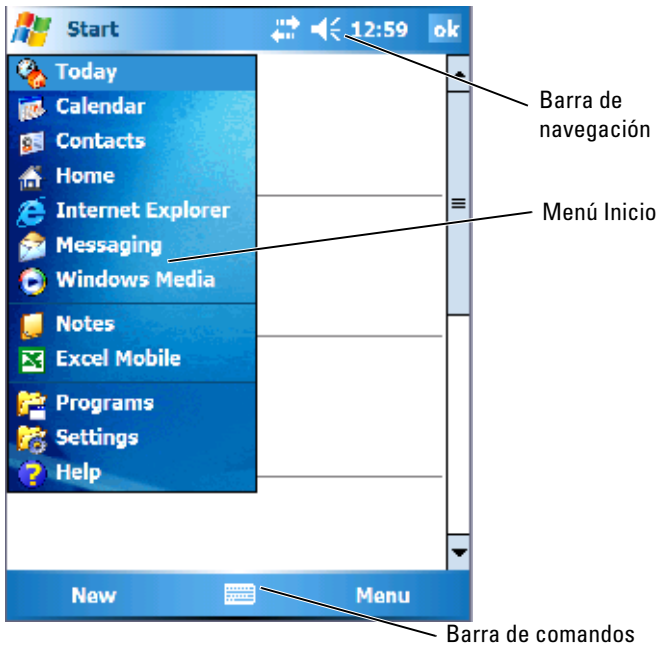 Start 12:59 ok
Today
Calendar
Contacts
Home
Internet Explorer
Messaging
Windows Media
Notes
Excel Mobile
Programs
Settings
Help
New Menu
Barra de
navegación
Menú Inicio
Barra de comandos